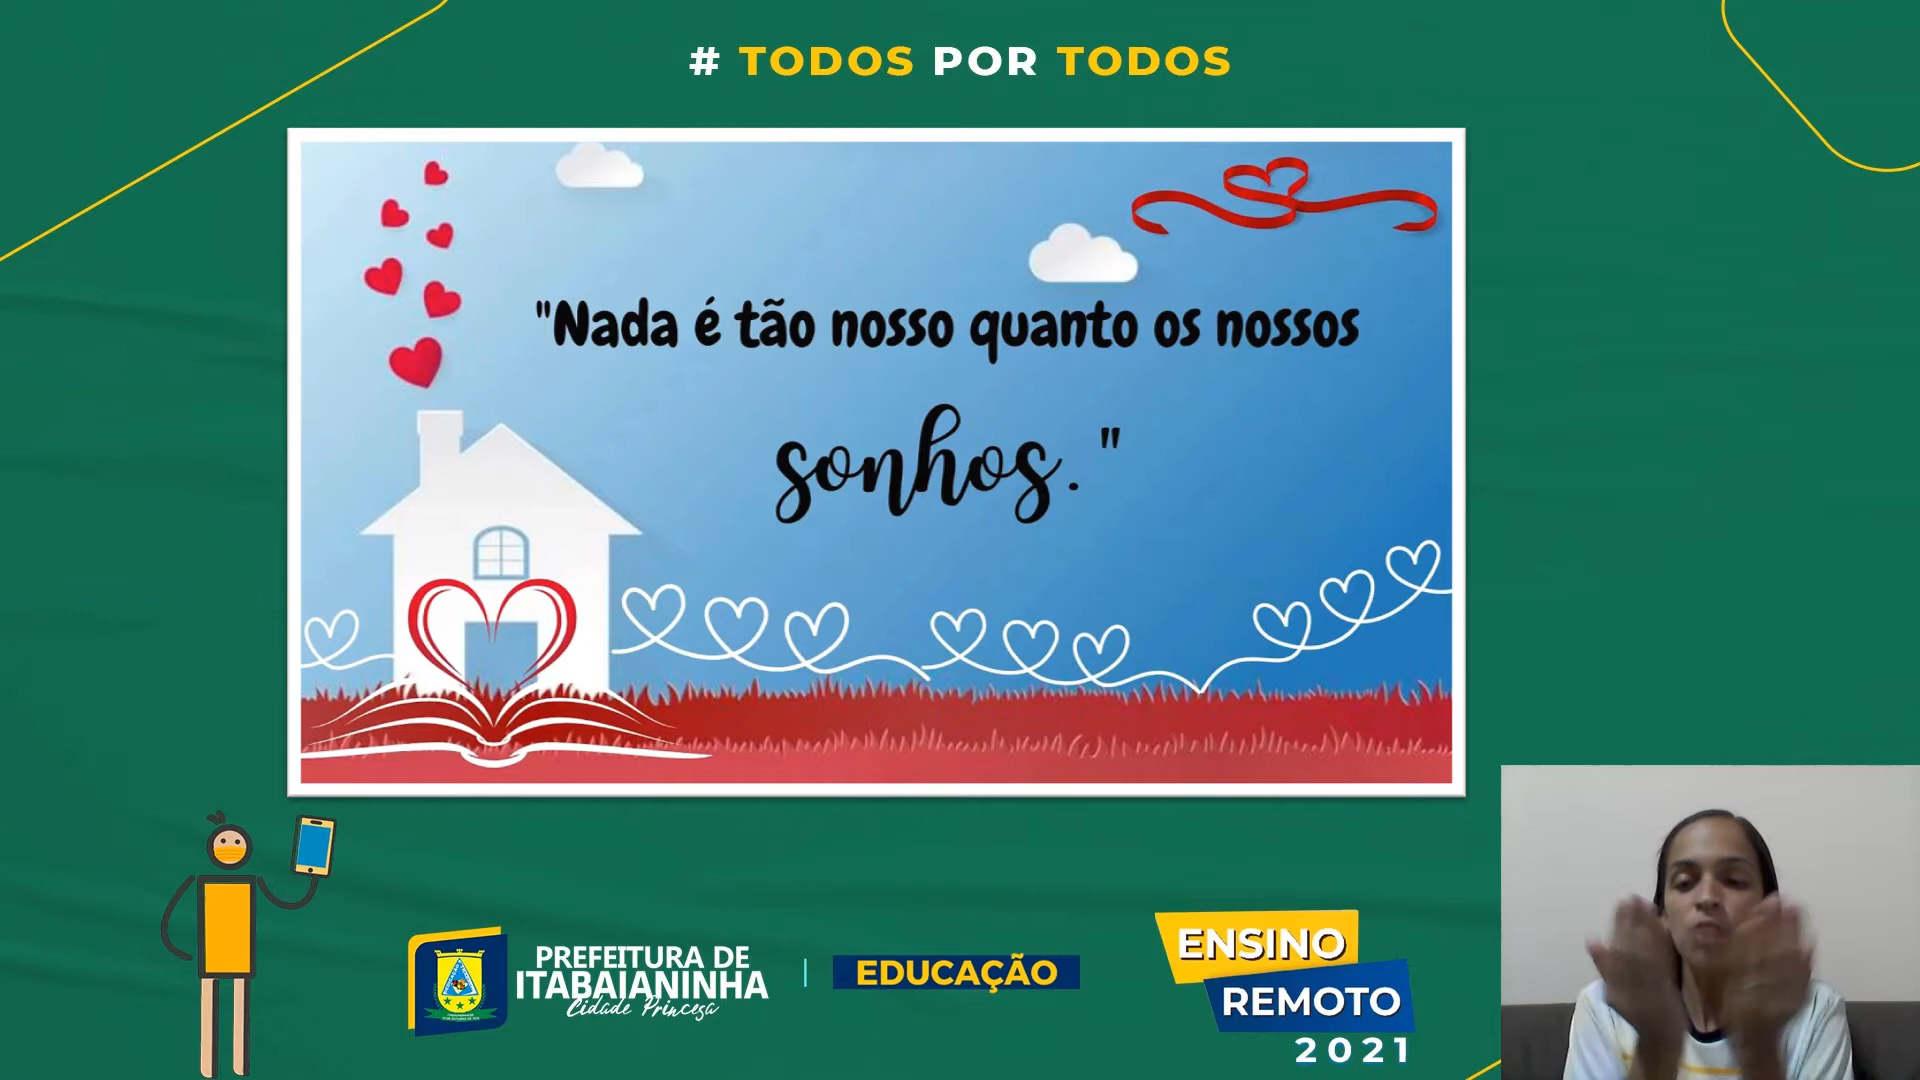 # TODOS POR TODOS
"Nada é tão nosso quanto os nossos
sonhos."
PREFEITURA DE
ITABAIANINHA
Cidade Princesa
EDUCAÇÃO
ENSINO
REMOTO
2021